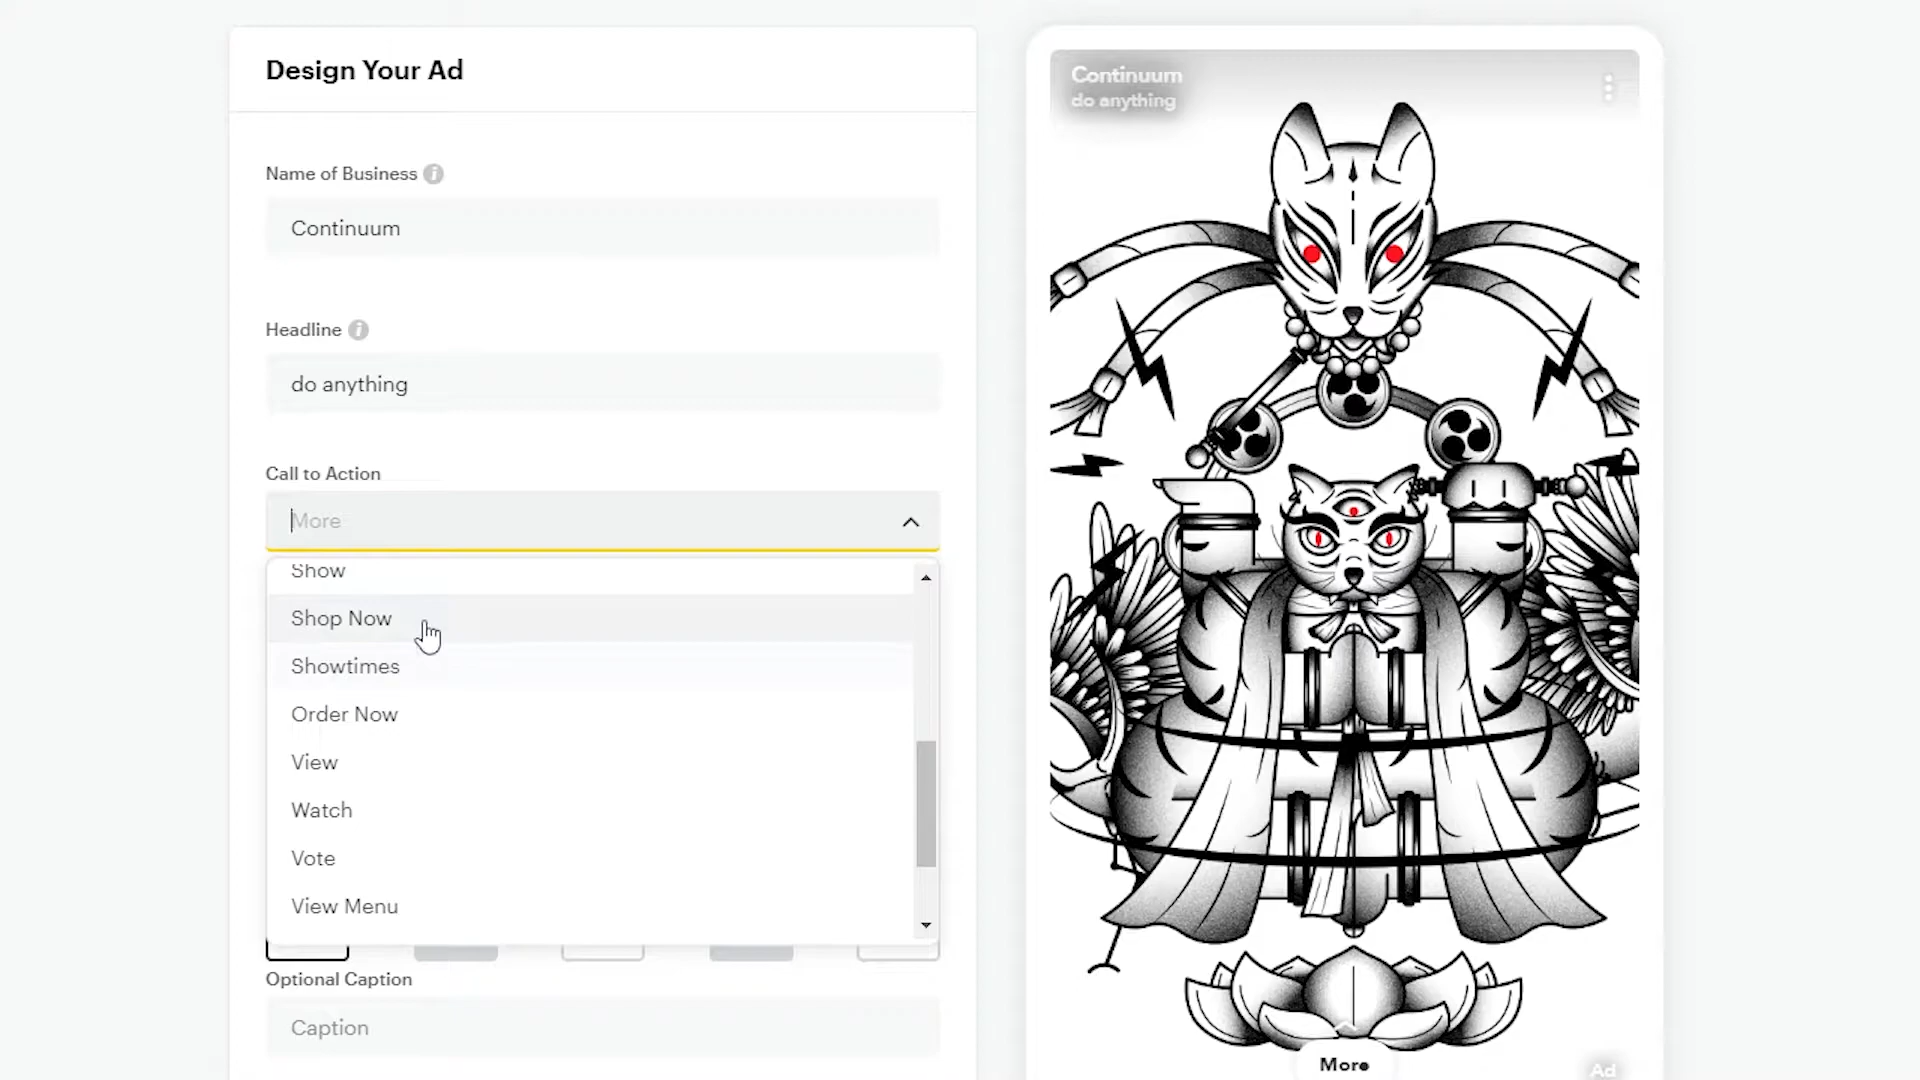 Design Your Ad
Name of Business
Continuum
Headline
do anything
Call to Action
More
Show
Shop Now
Showtimes
Order Now
View
Watch
Vote
View Menu
Optional Caption
Caption
Continuum
do anything
More
Ad